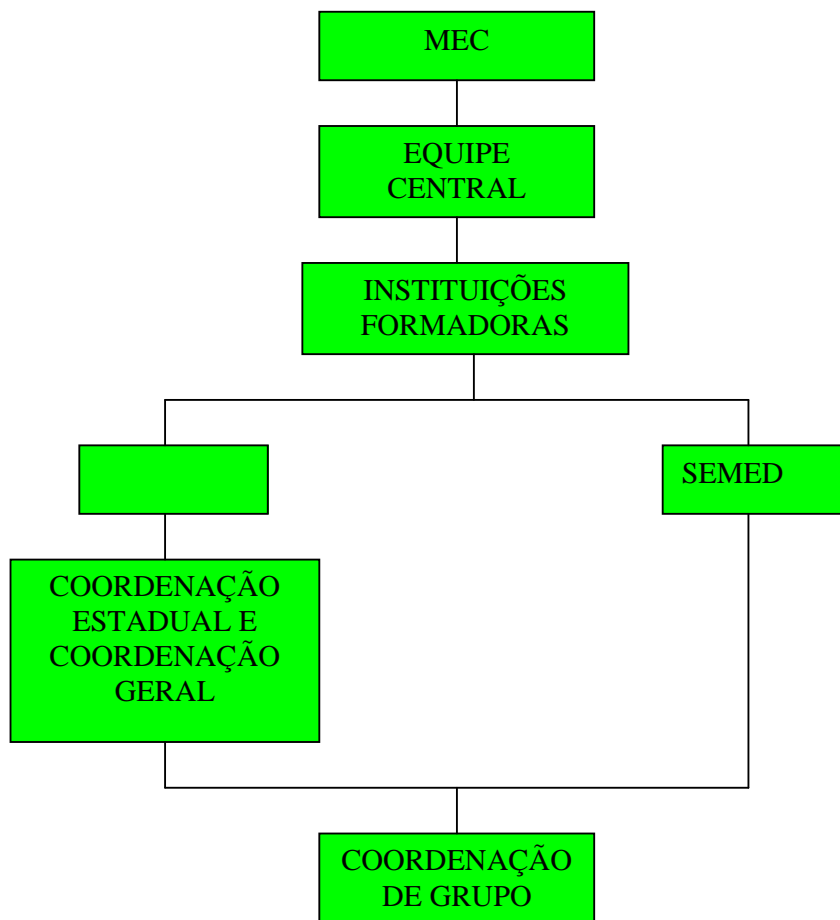 MEC
EQUIPE
CENTRAL
INSTITUIÇÕES
FORMADORAS
SEMED
COORDENAÇÃO
ESTADUAL E
COORDENAÇÃO
GERAL
COORDENAÇÃO
DE GRUPO